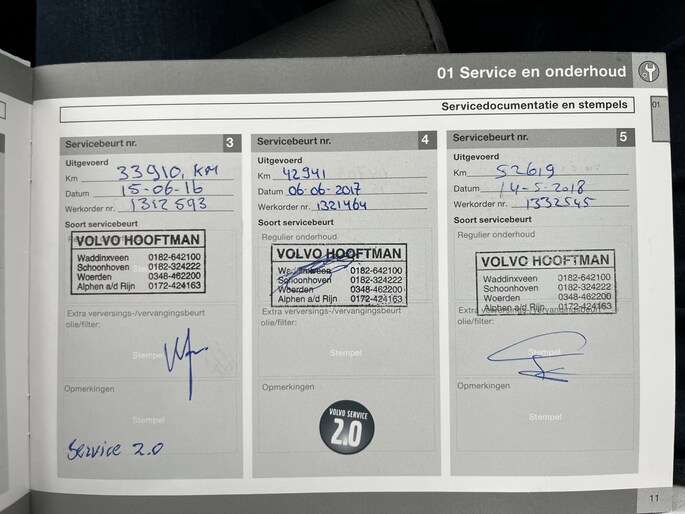 01 Service en onderhoud
01
Servicedocumentatie en stempels
Servicebeurt nr. 3
Uitgevoerd
Km 33910, KM
Datum 15-06-16
Werkorder nr. 1312593
Soort servicebeurt
VOLVO HOOFTMAN
Waddinxveen 0182-642100
Schoonhoven 0182-324222
Woerden 0348-462200
Alphen a/d Rijn 0172-424163
Extra verversings-/vervangingsbeurt
olie/filter:
Stempel
Opmerkingen
Stempel
Service 2.0
Servicebeurt nr. 4
Uitgevoerd
Km 42941
Datum 06-06-2017
Werkorder nr. 1321464
Soort servicebeurt
Regulier onderhoud
VOLVO HOOFTMAN
Waddinxveen 0182-642100
Schoonhoven 0182-324222
Woerden 0348-462200
Alphen a/d Rijn 0172-424163
Extra verversings-/vervangingsbeurt
olie/filter:
Stempel
Opmerkingen
VOLVO SERVICE
2.0
Servicebeurt nr. 5
Uitgevoerd
Km 52619
Datum 14-5-2018
Werkorder nr. 1332545
Soort servicebeurt
Regulier onderhoud
VOLVO HOOFTMAN
Waddinxveen 0182-642100
Schoonhoven 0182-324222
Woerden 0348-462200
Alphen a/d Rijn 0172-424163
Extra verversings-/vervangingsbeurt
olie/filter:
Stempel
Opmerkingen
Stempel
11